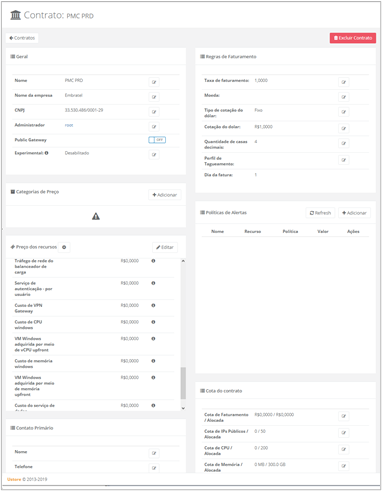 Contrato: PMC PRD
Contratos
Excluir Contrato
Geral
Nome PMC PRD
Nome da empresa Embratel
CNPJ 33.530.486/0001-29
Administrador root
Public Gateway OFF
Experimental: Desabilitado
Categorias de Preço
+ Adicionar
Preço dos recursos
Editar
Tráfego de rede do R$0,0000
balanceador de
carga
Serviço de R$0,0000
autenticação - por
usuário
Custo de VPN R$0,0000
Gateway
Custo de CPU R$0,0000
windows
VM Windows R$0,0000
adquirida por meio
de vCPU upfront
Custo de memória R$0,0000
windows
VM Windows R$0,0000
adquirida por meio
de memória
upfront
Custo do serviço de R$0,0000
Contato Primário
Nome
Telefone
Regras de Faturamento
Taxa de faturamento: 1,0000
Moeda:
Tipo de cotação do Fixo
dólar:
Cotação do dolar: R$1,0000
Quantidade de casas 4
decimais:
Perfil de
Tagueamento:
Dia da fatura: 1
Políticas de Alertas
Refresh
+ Adicionar
Nome Recurso Política Valor Ações
Cota do contrato
Cota de Faturamento R$0,0000 / R$0,0000
/ Alocada
Cota de IPs Públicos / 0 / 50
Alocada
Cota de CPU / 0 / 200
Alocada
Cota de Memória / 0 MB / 300,0 GB
Alocada
© 2013-2019